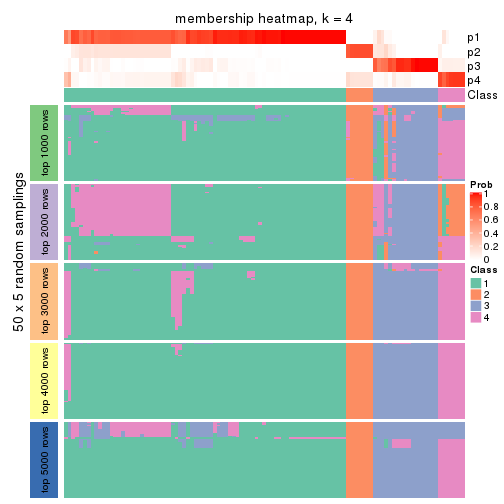 membership heatmap, k = 4
p1
p2
p3
p4
Class
50 x 5 random samplings
top 1000 rows
top 2000 rows
top 3000 rows
top 4000 rows
top 5000 rows
Prob
1
0.8
0.6
0.4
0.2
0
Class
1
2
3
4